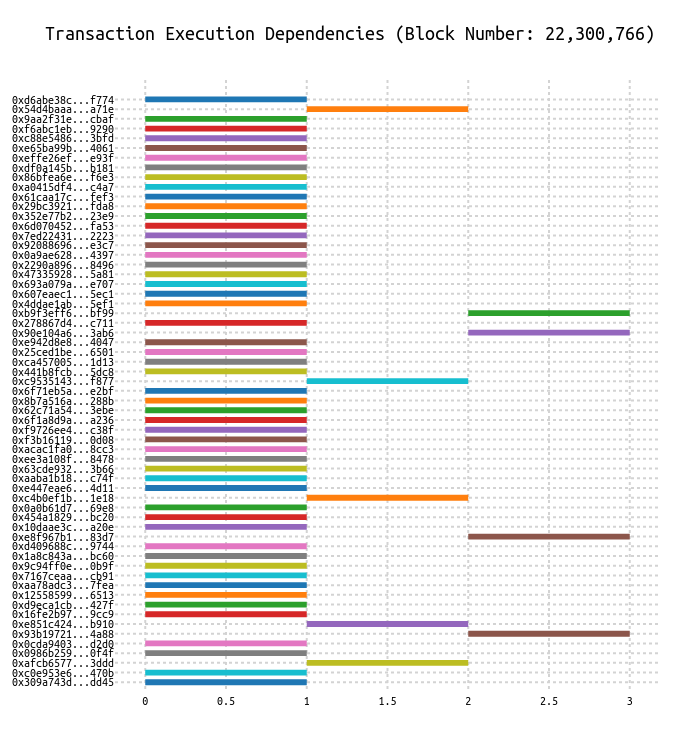 Transaction Execution Dependencies (Block Number: 22,300,766)
0xd6abe38c...f774
0x54d4baaa...a71e
0x9aa2f31e...cbaf
0xf6abc1eb...9290
0xc88e5486...3bfd
0xe65ba99b...4061
0xeffe26ef...e93f
0xdf0a145b...b181
0x86bfea6e...f6e3
0xa0415df4...c4a7
0x61caa17c...fef3
0x29bc3921...fda8
0x352e77b2...23e9
0x6d070452...fa53
0x7ed22431...2223
0x92088696...e3c7
0x0a9ae628...4397
0x2290a896...8496
0x47335928...5a81
0x693a079a...e707
0x607eaec1...5ec1
0x4ddae1ab...5ef1
0xb9f3eff6...bf99
0x278867d4...c711
0x90e104a6...3ab6
0xe942d8e8...4047
0x25ced1be...6501
0xca457005...1d13
0x441b8fcb...5dc8
0xc9535143...f877
0x6f71eb5a...e2bf
0x8b7a516a...288b
0x62c71a54...3ebe
0x6f1a8d9a...a236
0xf9726ee4...c38f
0xf3b16119...0d08
0xacac1fa0...8cc3
0xee3a108f...8478
0x63cde932...3b66
0xaaba1b18...c74f
0xe447eae6...4d11
0xc4b0ef1b...1e18
0x0a0b61d7...69e8
0x454a1829...bc20
0x10daae3c...a20e
0xe8f967b1...83d7
0xd409688c...9744
0x1a8c843a...bc60
0x9c94ff0e...0b9f
0x7167ceaa...cb91
0xaa78adc3...7fea
0x12558599...6513
0xd9eca1cb...427f
0x16fe2b97...9cc9
0xe851c424...b910
0x93b19721...4a88
0x0cda9403...d2d0
0x0986b259...0f4f
0xafcb6577...3ddd
0xc0e953e6...470b
0x309a743d...dd45
0 0.5 1 1.5 2 2.5 3